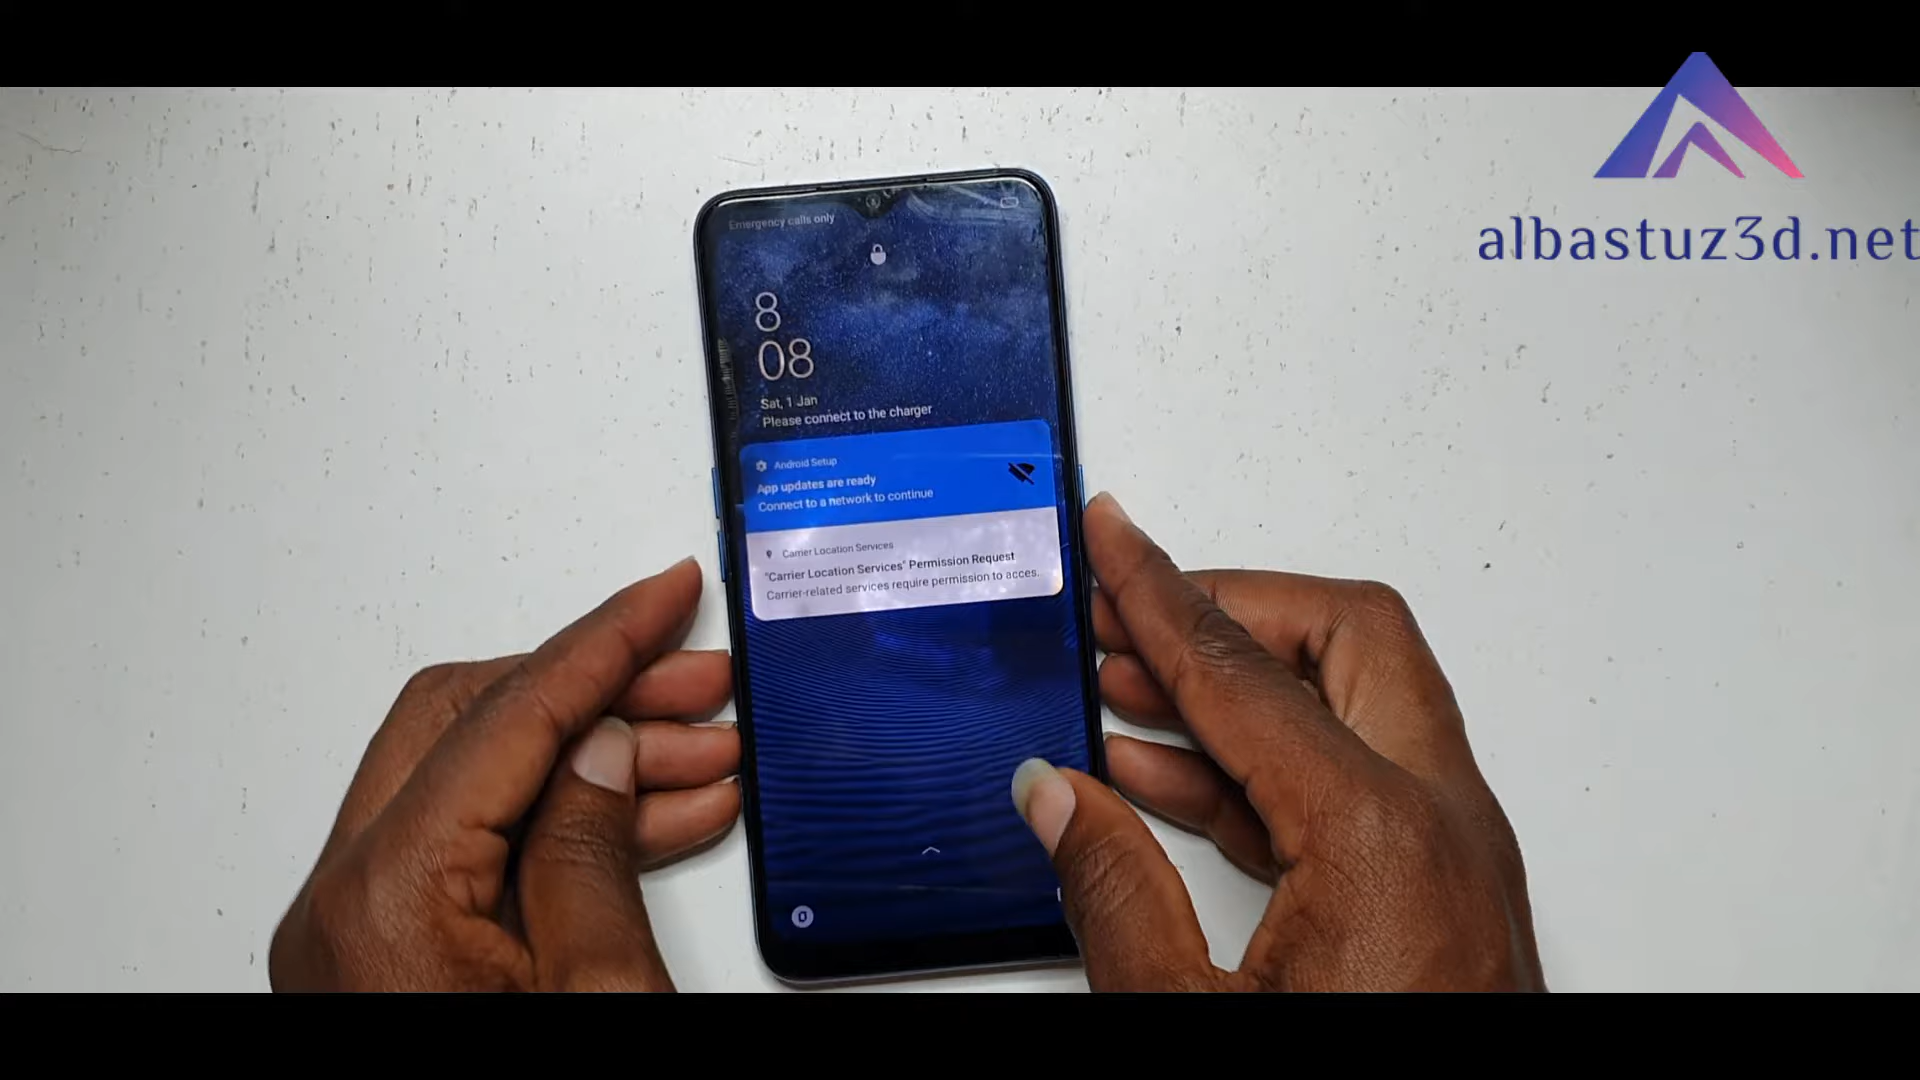 albastuz3d.net
Emergency calls only
8
08
Sat, 1 Jan
Please connect to the charger
Android Setup
App updates are ready
Connect to a network to continue
Carrier Location Services
"Carrier Location Services" Permission Request
Carrier-related services require permission to acces..